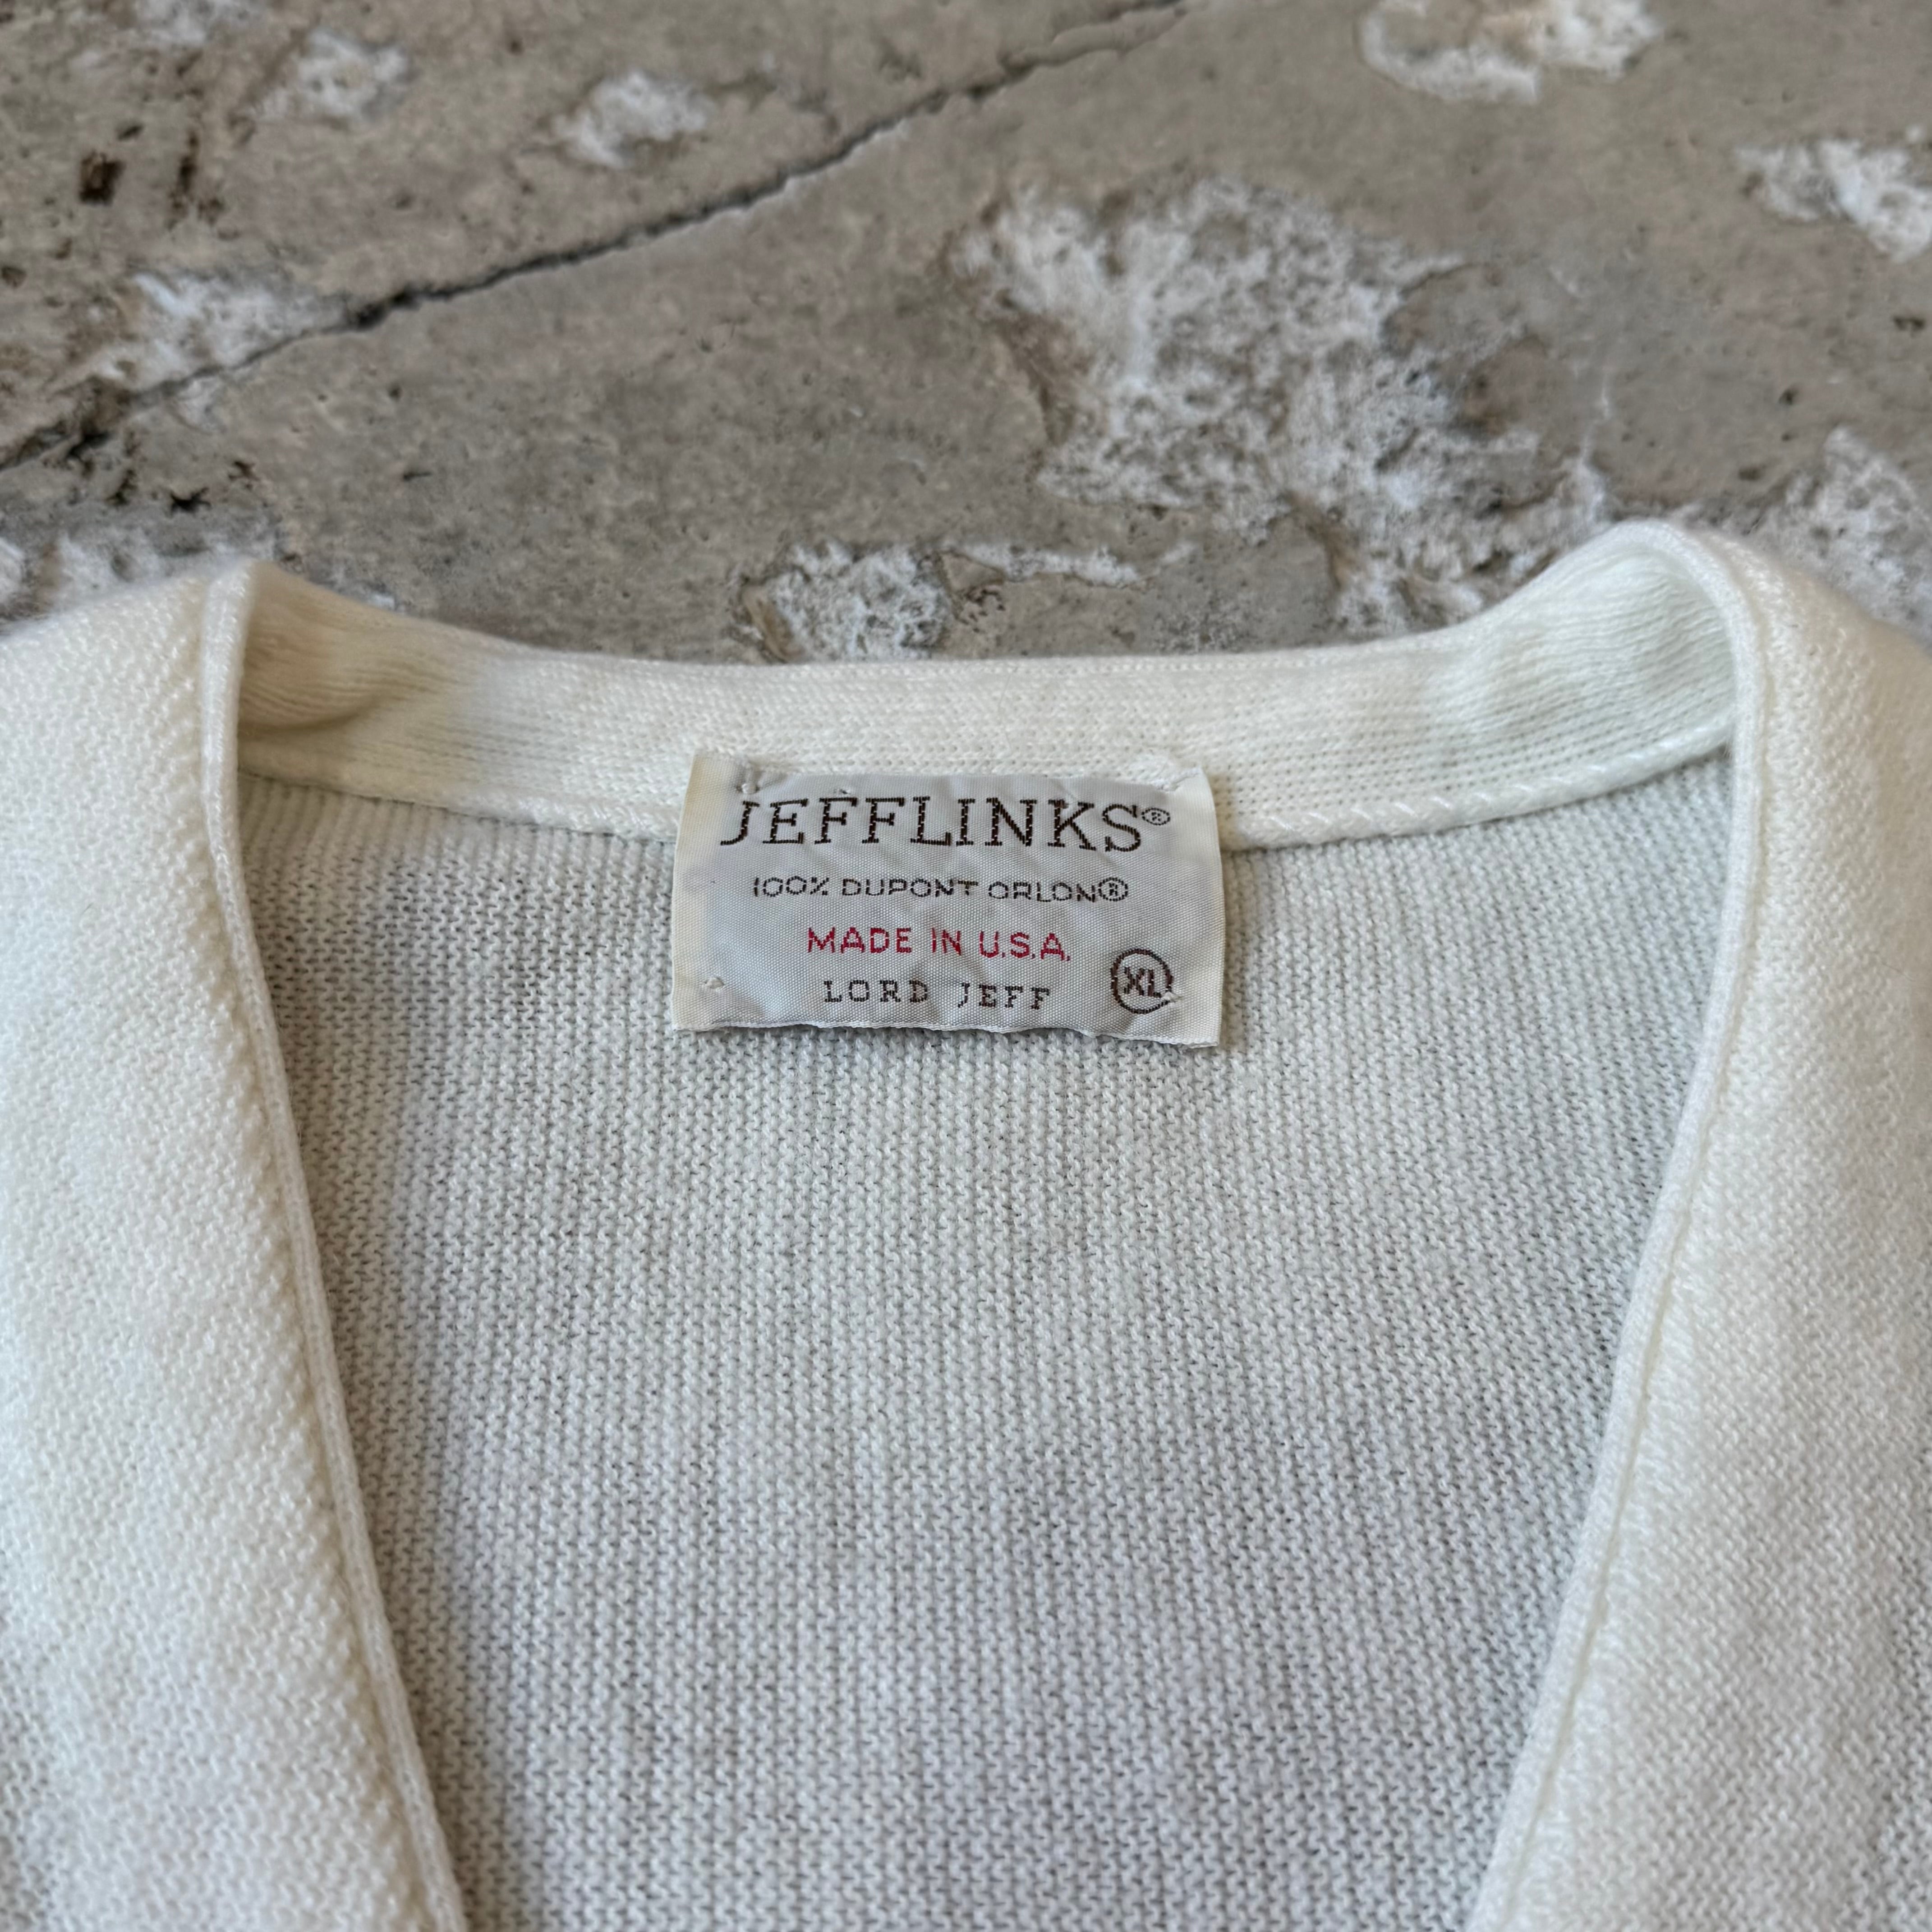 JEFFLINKS®
100% DUPONT ORLON®
MADE IN U.S.A.
LORD JEFF
XL